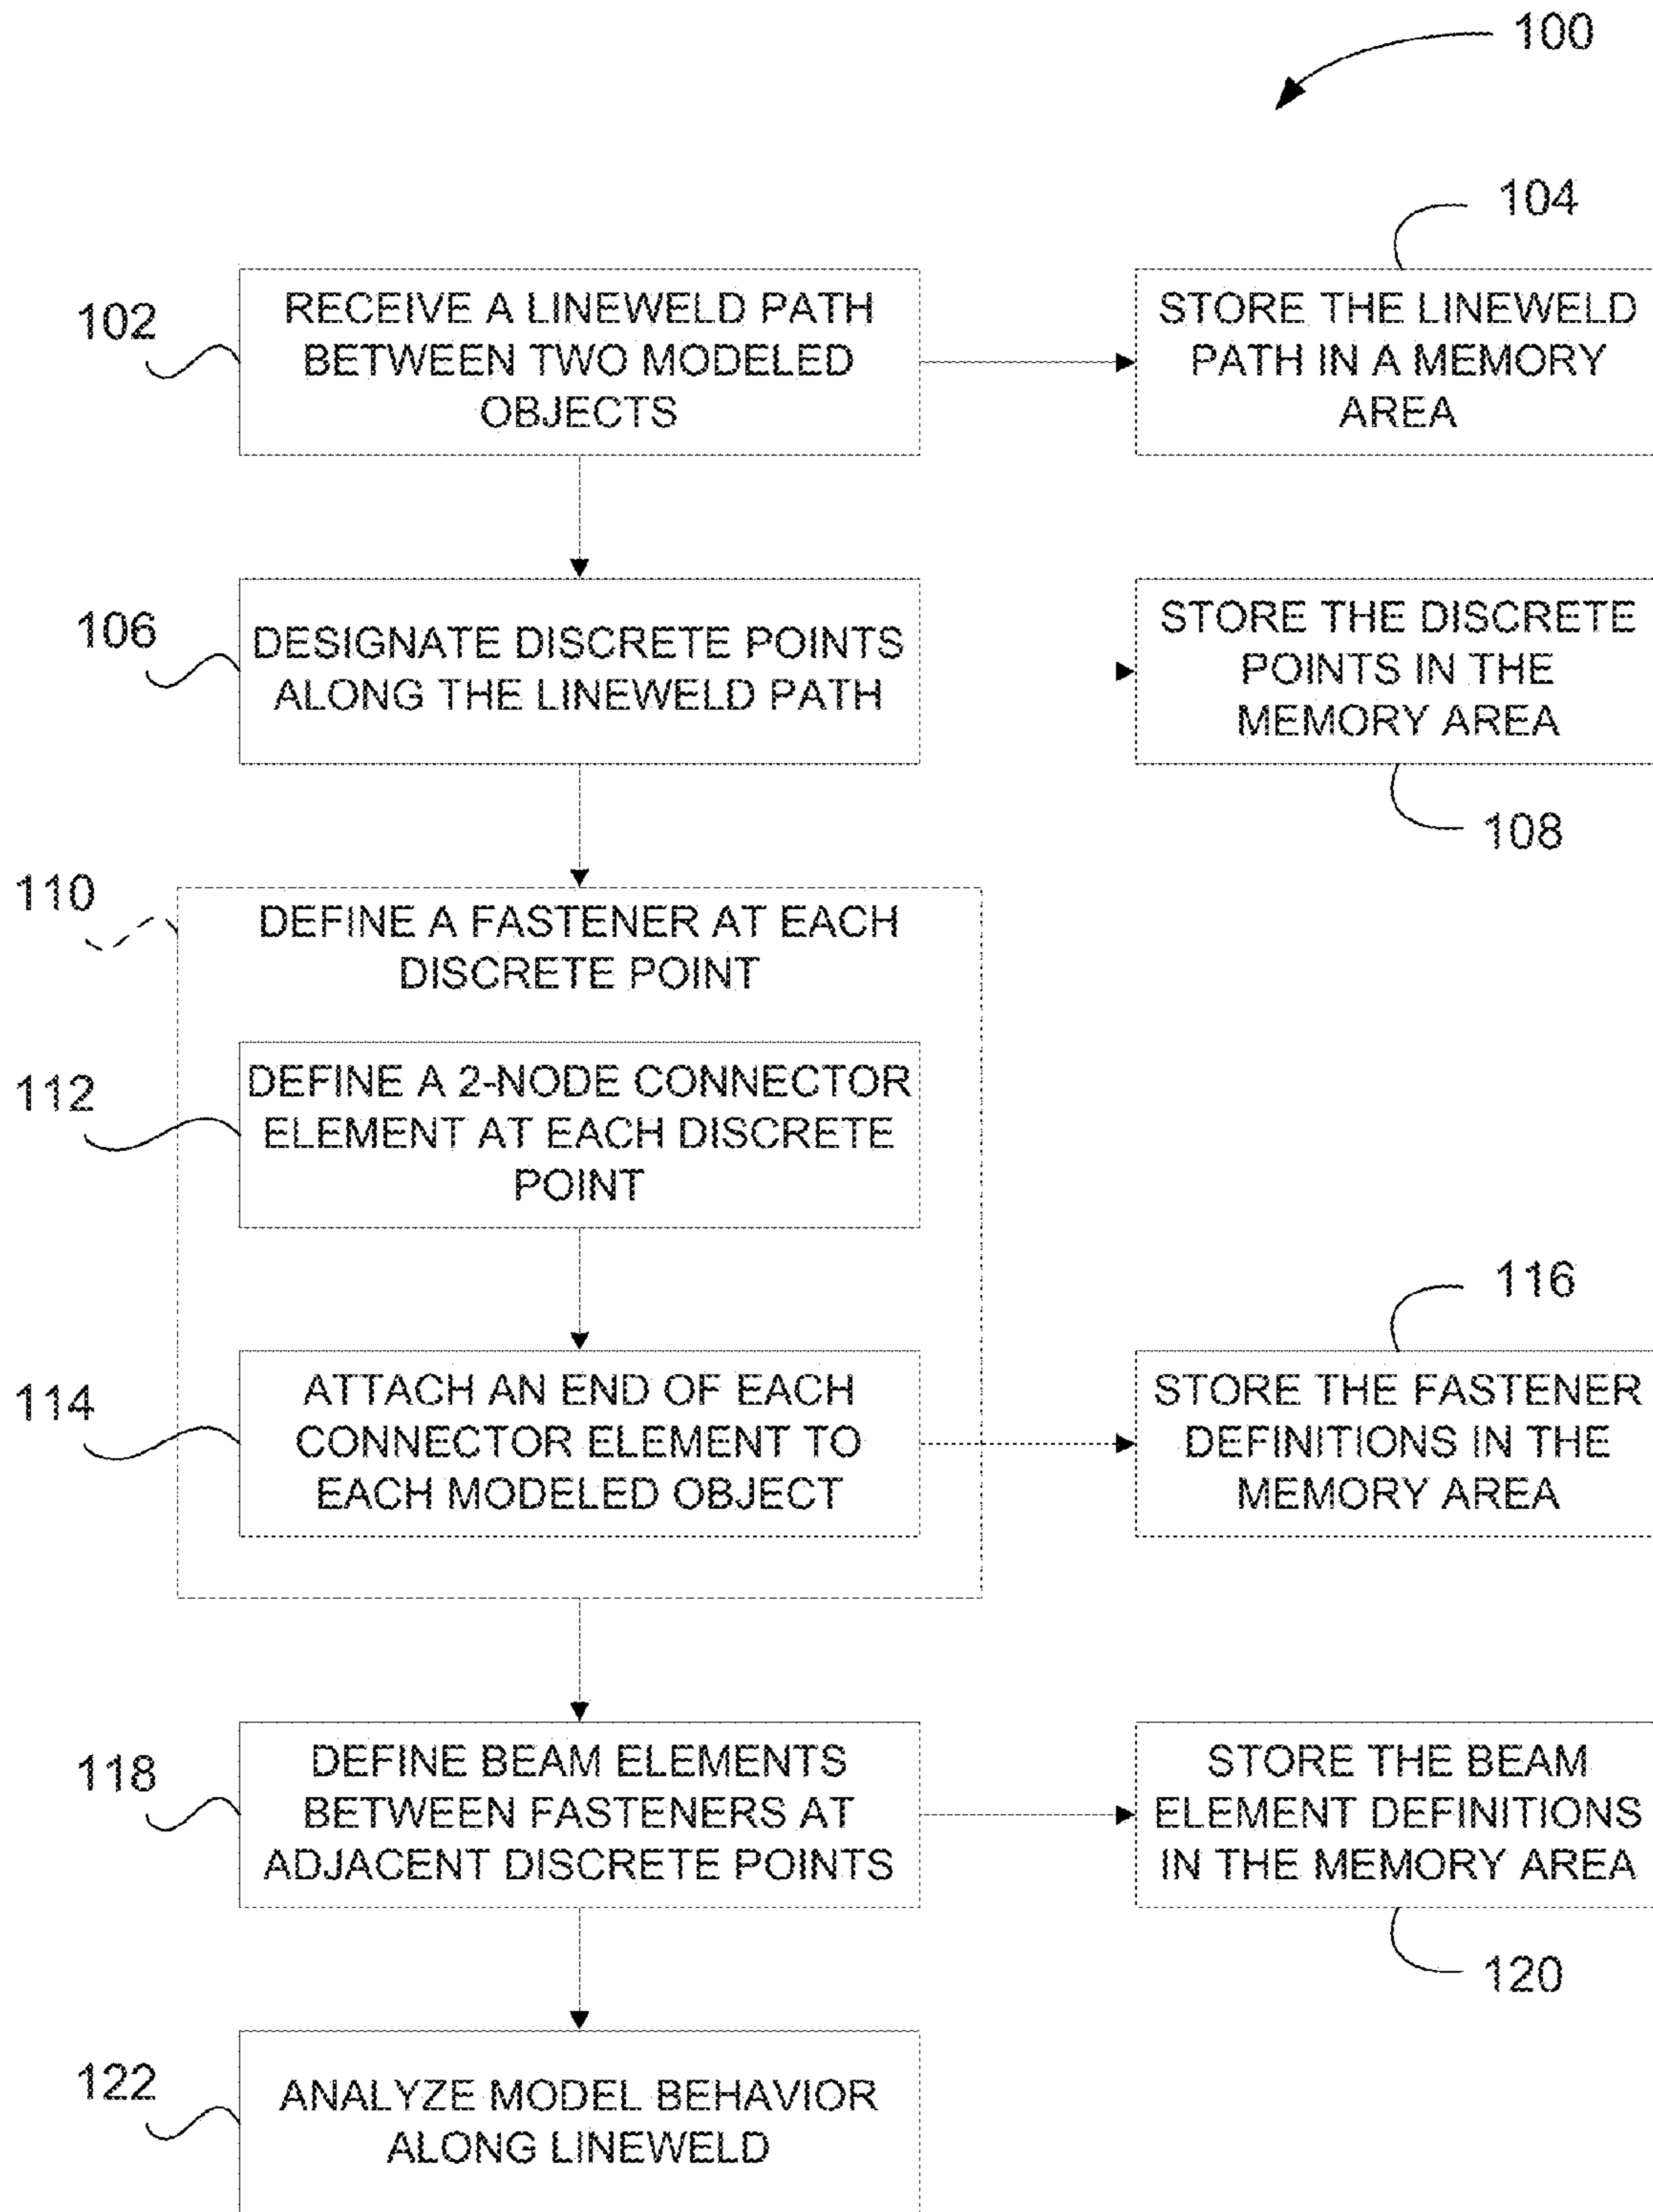 100
104
102
RECEIVE A LINEWELD PATH
BETWEEN TWO MODELED
OBJECTS
STORE THE LINEWELD
PATH IN A MEMORY
AREA
106
DESIGNATE DISCRETE POINTS
ALONG THE LINEWELD PATH
STORE THE DISCRETE
POINTS IN THE
MEMORY AREA
108
110
DEFINE A FASTENER AT EACH
DISCRETE POINT
112
DEFINE A 2-NODE CONNECTOR
ELEMENT AT EACH DISCRETE
POINT
116
114
ATTACH AN END OF EACH
CONNECTOR ELEMENT TO
EACH MODELED OBJECT
STORE THE FASTENER
DEFINITIONS IN THE
MEMORY AREA
118
DEFINE BEAM ELEMENTS
BETWEEN FASTENERS AT
ADJACENT DISCRETE POINTS
STORE THE BEAM
ELEMENT DEFINITIONS
IN THE MEMORY AREA
120
122
ANALYZE MODEL BEHAVIOR
ALONG LINEWELD